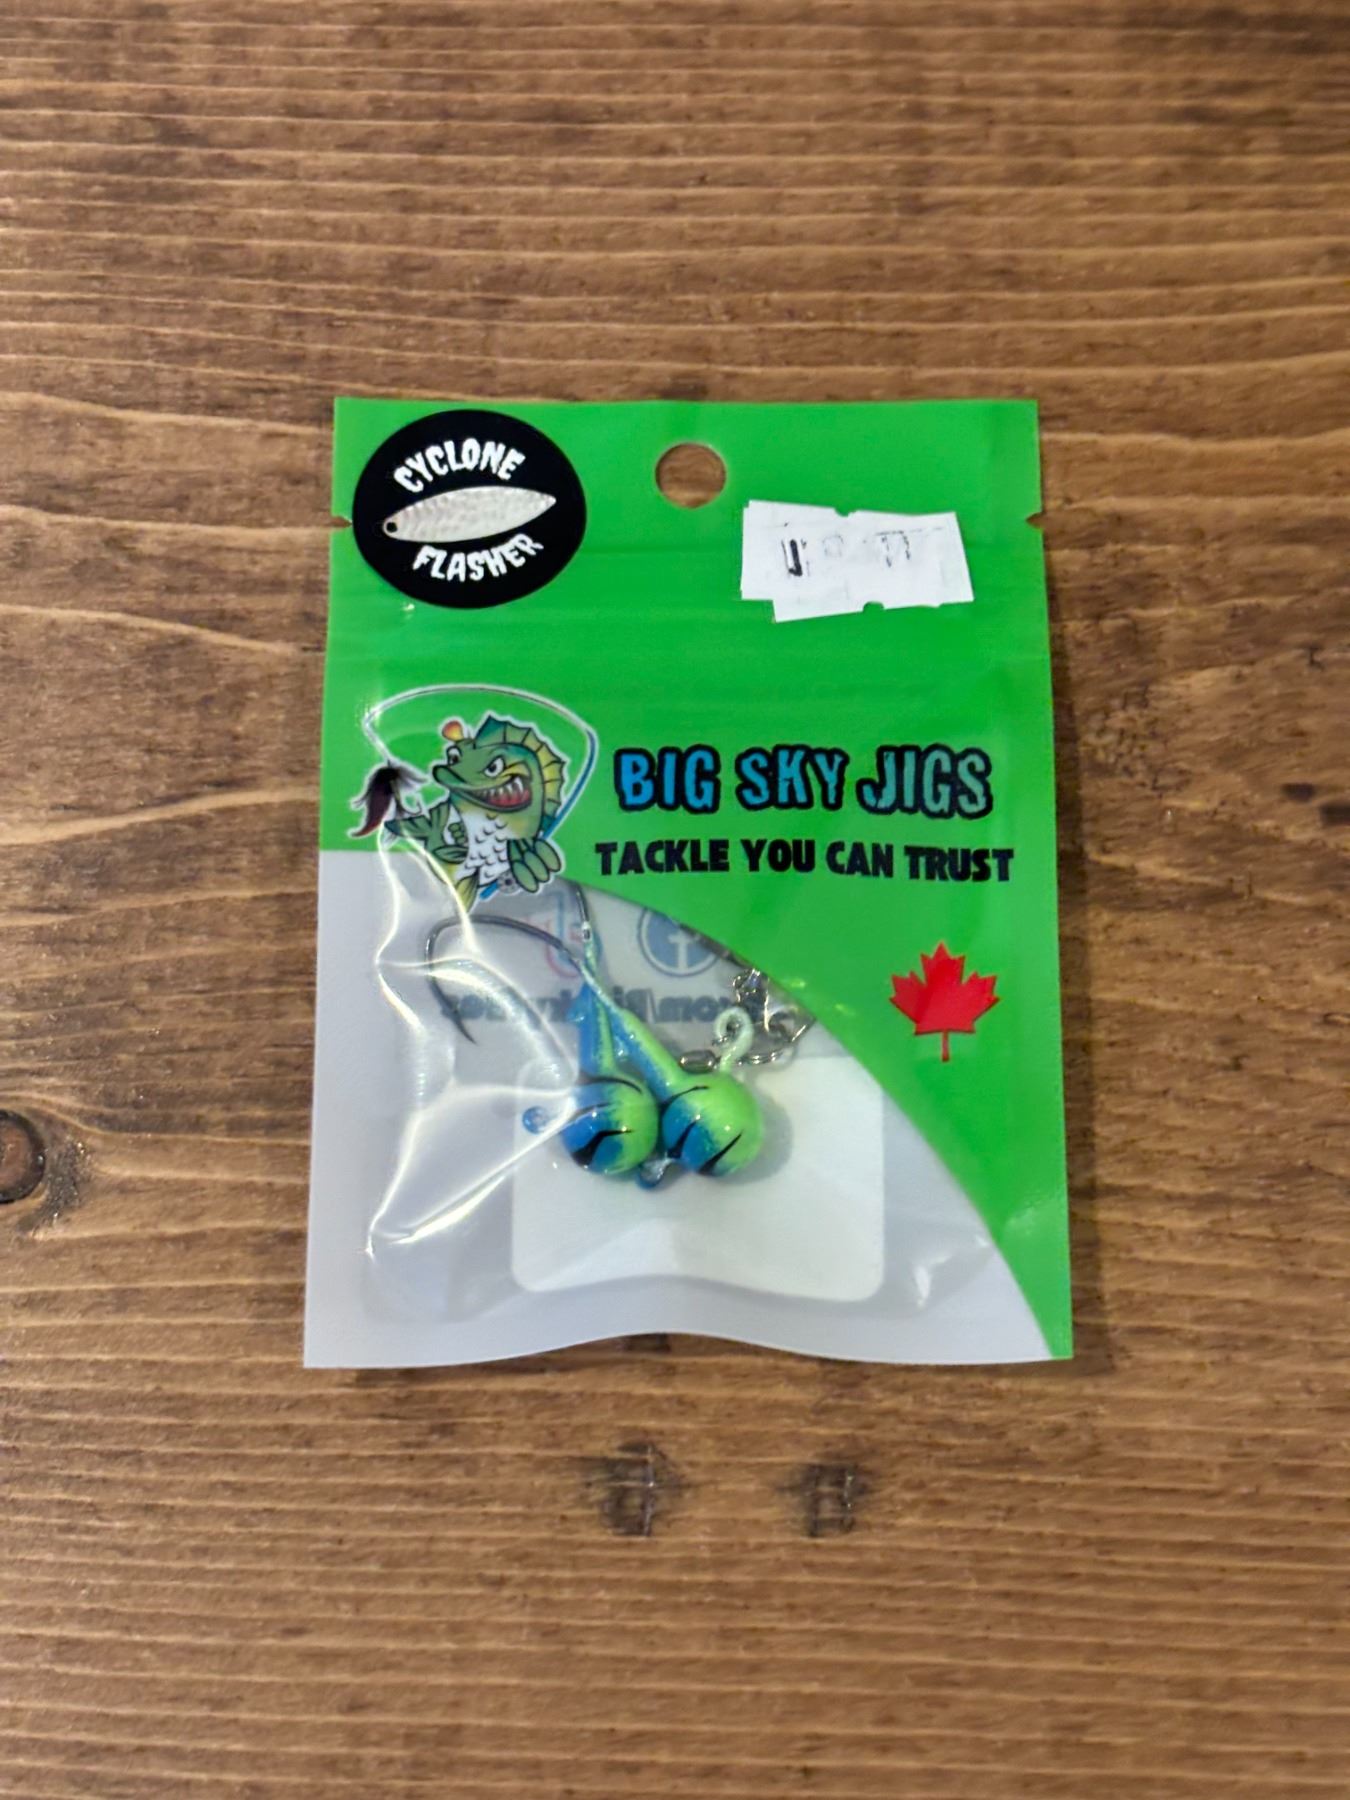 CYCLONE
FLASHER
BIG SKY JIGS
TACKLE YOU CAN TRUST